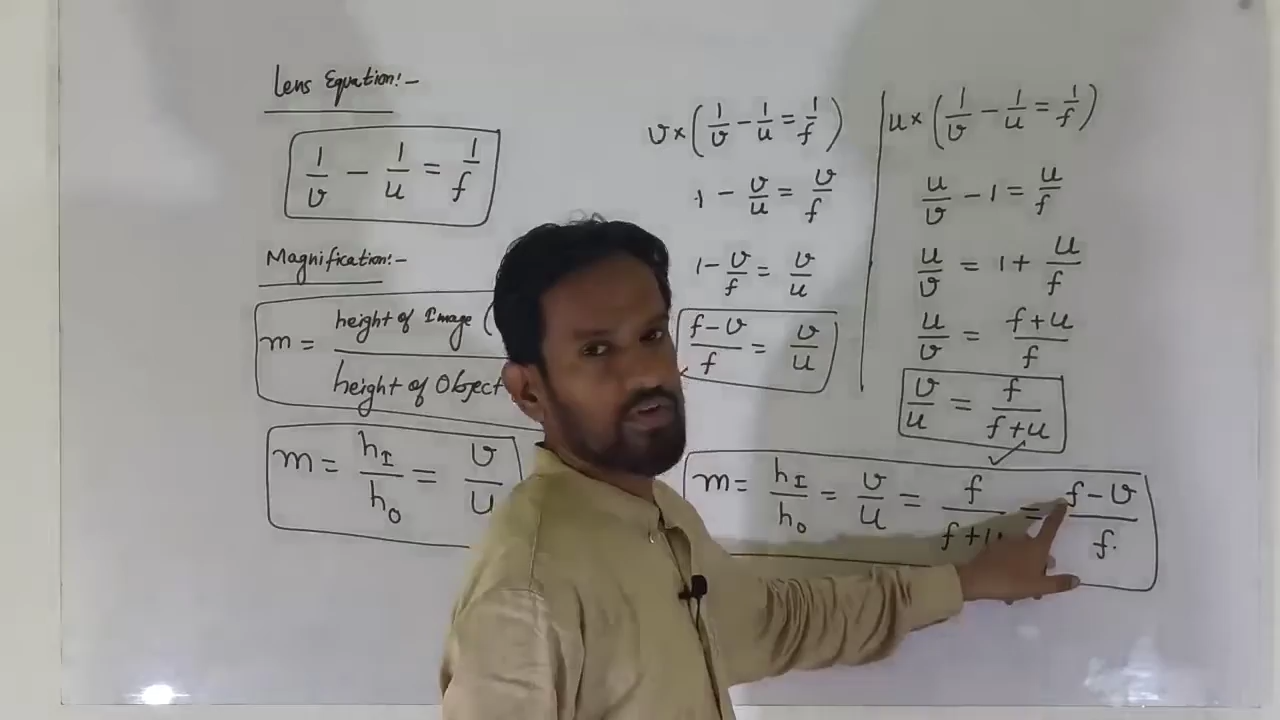 Lens Equation:-
1/v - 1/u = 1/f
Magnification:-
m = height of Image ( / height of Object
m = hI/hO = v/u
v × (1/v - 1/u = 1/f)
1 - v/u = v/f
1 - v/f = v/u
f-v/f = v/u
u × (1/v - 1/u = 1/f)
u/v - 1 = u/f
u/v = 1 + u/f
u/v = f+u/f
v/u = f/f+u
m = hI/hO = v/u = f/f+u = f-v/f